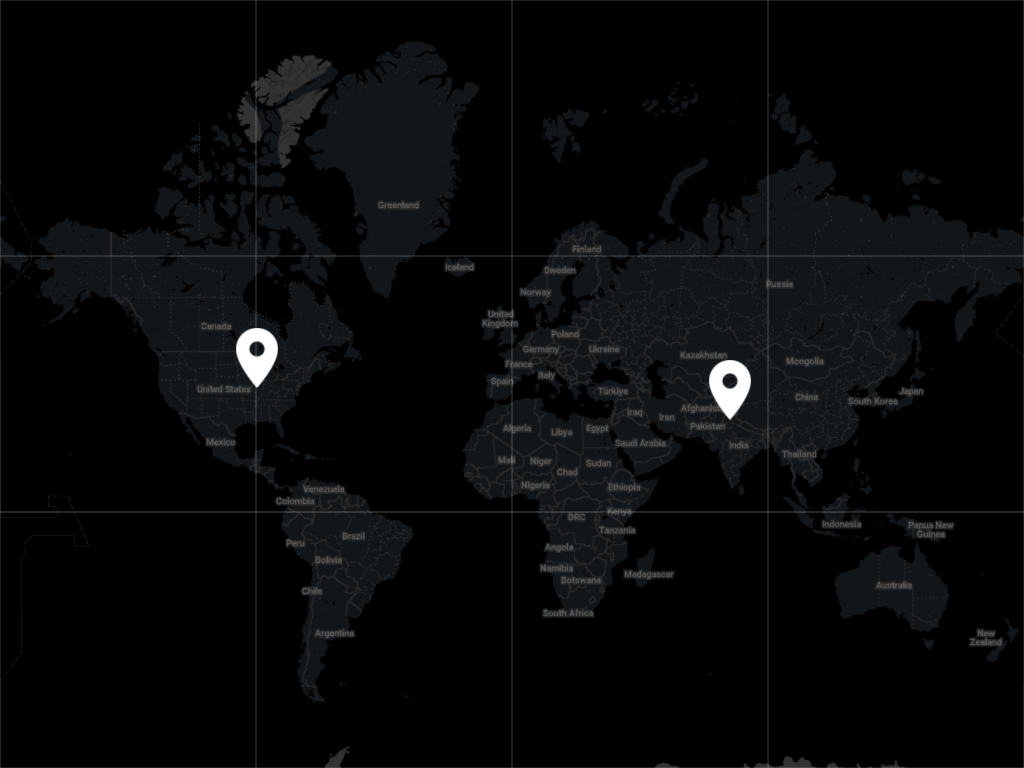 Greenland
Finland
Iceland
Sweden
Russia
Norway
United
Kingdom
Canada
Poland
Germany
Ukraine
Kazakhstan
Mongolia
France
Italy
Spain
United States
Türkiye
Japan
China
South Korea
Afghanist
Iraq
Iran
Pakistan
Algeria
Libya
Egypt
Mexico
Saudi Arabia
India
Thailand
Mali
Niger
Sudan
Chad
Nigeria
Ethiopia
Venezuela
Colombia
Kenya
DRC
Indonesia
Papua New
Guinea
Tanzania
Brazil
Peru
Angola
Bolivia
Namibia
Botswana
Madagascar
Australia
Chile
South Africa
Argentina
New
Zealand